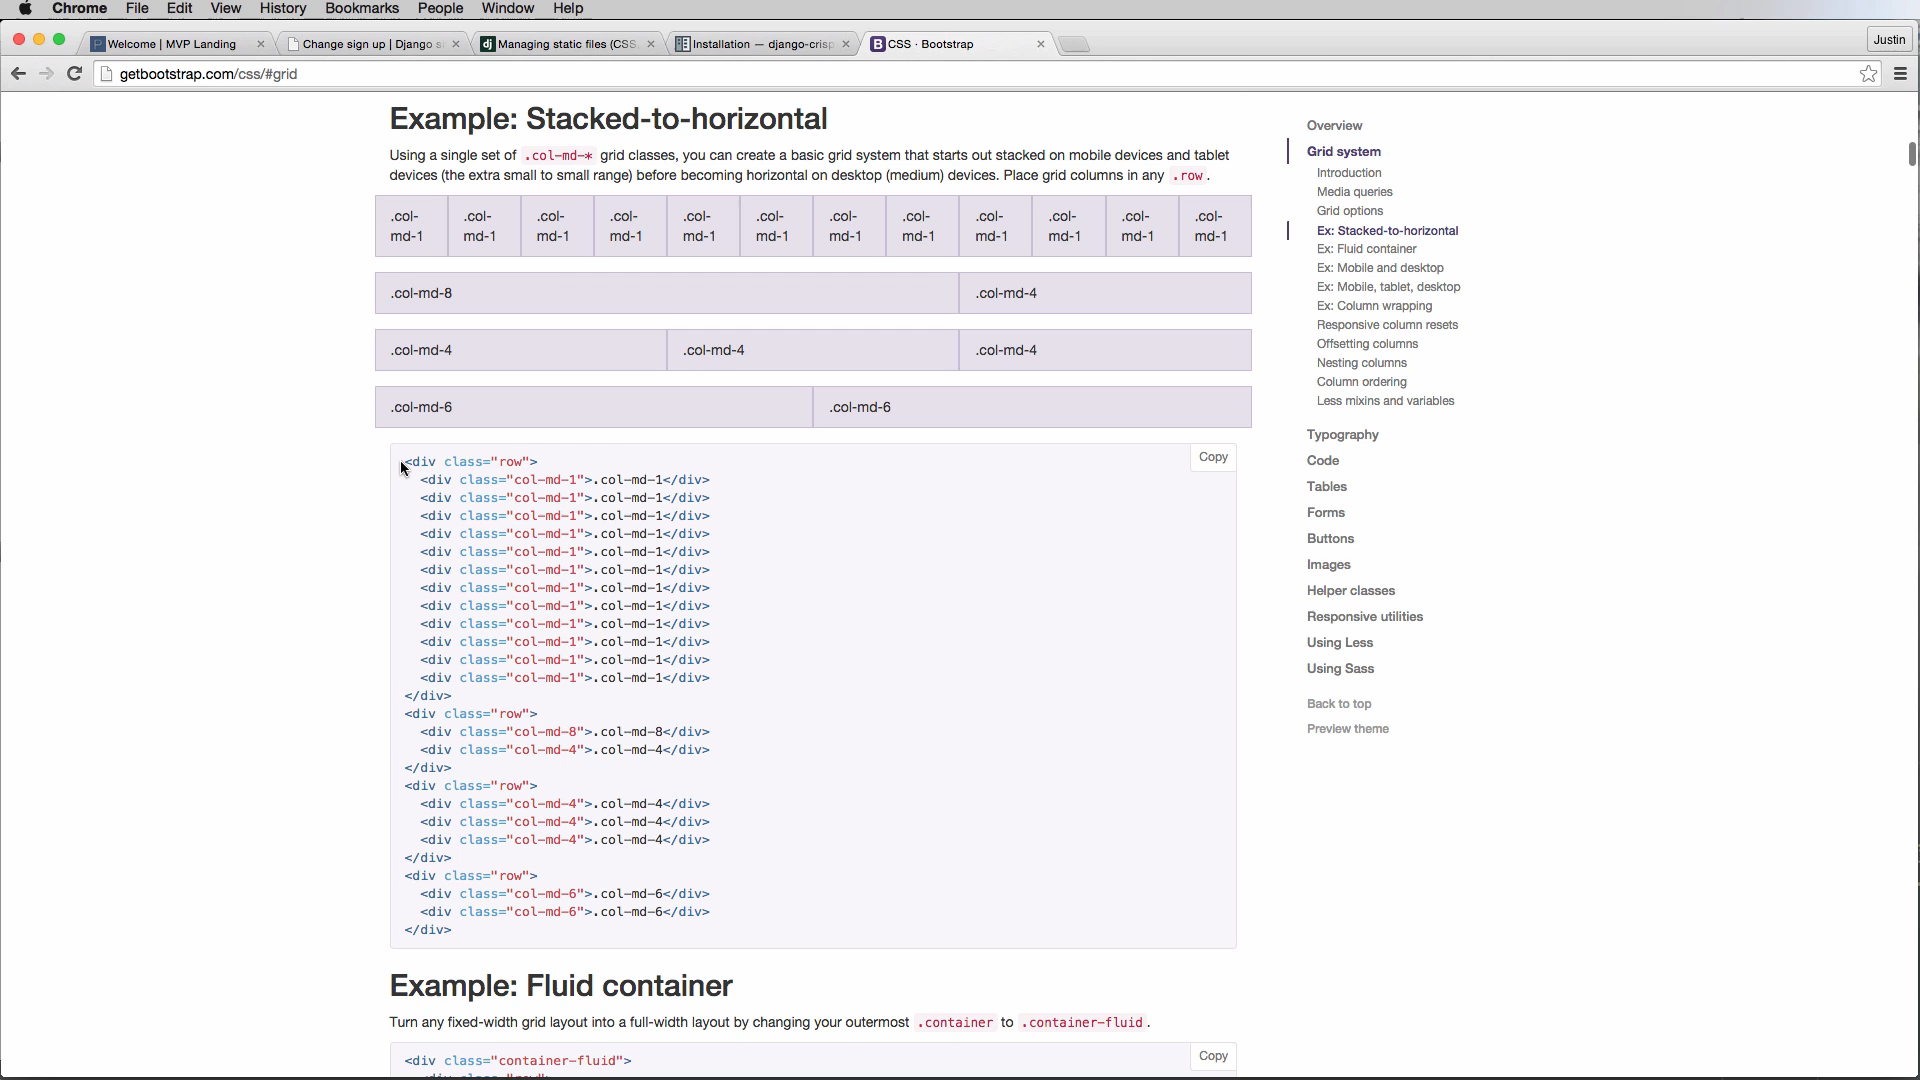 Chrome File Edit View History Bookmarks People Window Help
Welcome | MVP Landing
Change sign up | Django s
Managing static files (CSS,
Installation — django-crisp
CSS · Bootstrap
Justin
getbootstrap.com/css/#grid
Example: Stacked-to-horizontal
Using a single set of .col-md-* grid classes, you can create a basic grid system that starts out stacked on mobile devices and tablet
devices (the extra small to small range) before becoming horizontal on desktop (medium) devices. Place grid columns in any .row.
.col- .col- .col- .col- .col- .col- .col- .col- .col- .col- .col- .col-
md-1 md-1 md-1 md-1 md-1 md-1 md-1 md-1 md-1 md-1 md-1 md-1
.col-md-8 .col-md-4
.col-md-4 .col-md-4 .col-md-4
.col-md-6 .col-md-6
Copy
<div class="row">
<div class="col-md-1">.col-md-1</div>
<div class="col-md-1">.col-md-1</div>
<div class="col-md-1">.col-md-1</div>
<div class="col-md-1">.col-md-1</div>
<div class="col-md-1">.col-md-1</div>
<div class="col-md-1">.col-md-1</div>
<div class="col-md-1">.col-md-1</div>
<div class="col-md-1">.col-md-1</div>
<div class="col-md-1">.col-md-1</div>
<div class="col-md-1">.col-md-1</div>
<div class="col-md-1">.col-md-1</div>
<div class="col-md-1">.col-md-1</div>
</div>
<div class="row">
<div class="col-md-8">.col-md-8</div>
<div class="col-md-4">.col-md-4</div>
</div>
<div class="row">
<div class="col-md-4">.col-md-4</div>
<div class="col-md-4">.col-md-4</div>
<div class="col-md-4">.col-md-4</div>
</div>
<div class="row">
<div class="col-md-6">.col-md-6</div>
<div class="col-md-6">.col-md-6</div>
</div>
Example: Fluid container
Turn any fixed-width grid layout into a full-width layout by changing your outermost .container to .container-fluid.
Copy
<div class="container-fluid">
Overview
Grid system
Introduction
Media queries
Grid options
Ex: Stacked-to-horizontal
Ex: Fluid container
Ex: Mobile and desktop
Ex: Mobile, tablet, desktop
Ex: Column wrapping
Responsive column resets
Offsetting columns
Nesting columns
Column ordering
Less mixins and variables
Typography
Code
Tables
Forms
Buttons
Images
Helper classes
Responsive utilities
Using Less
Using Sass
Back to top
Preview theme